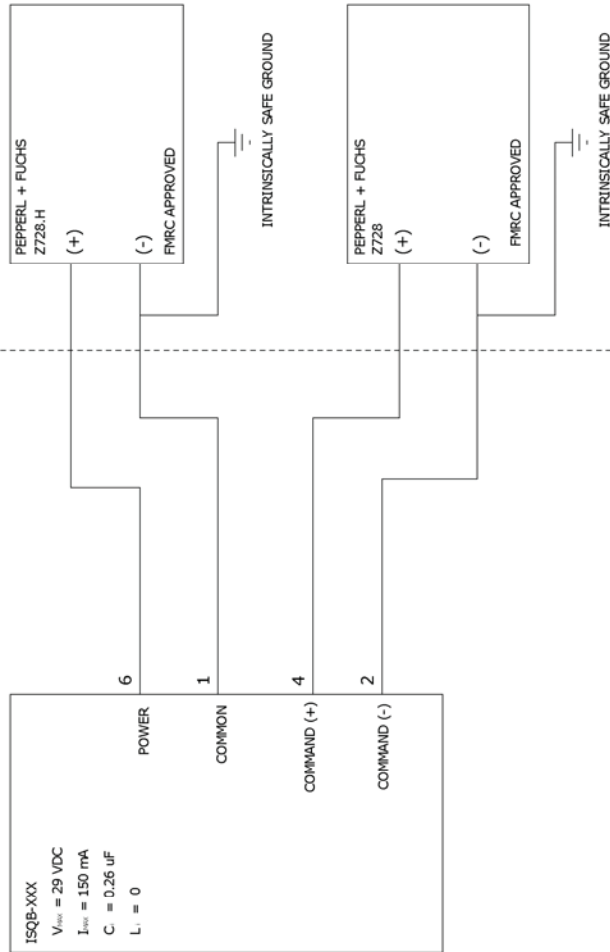 ISQB-XXX
VMAX = 29 VDC
IMAX = 150 mA
Ci = 0.26 uF
Li = 0
POWER
6
COMMON
1
COMMAND (+)
4
COMMAND (-)
2
PEPPERL + FUCHS
Z728.H
(+)
(-)
FMRC APPROVED
INTRINSICALLY SAFE GROUND
PEPPERL + FUCHS
Z728
(+)
(-)
FMRC APPROVED
INTRINSICALLY SAFE GROUND